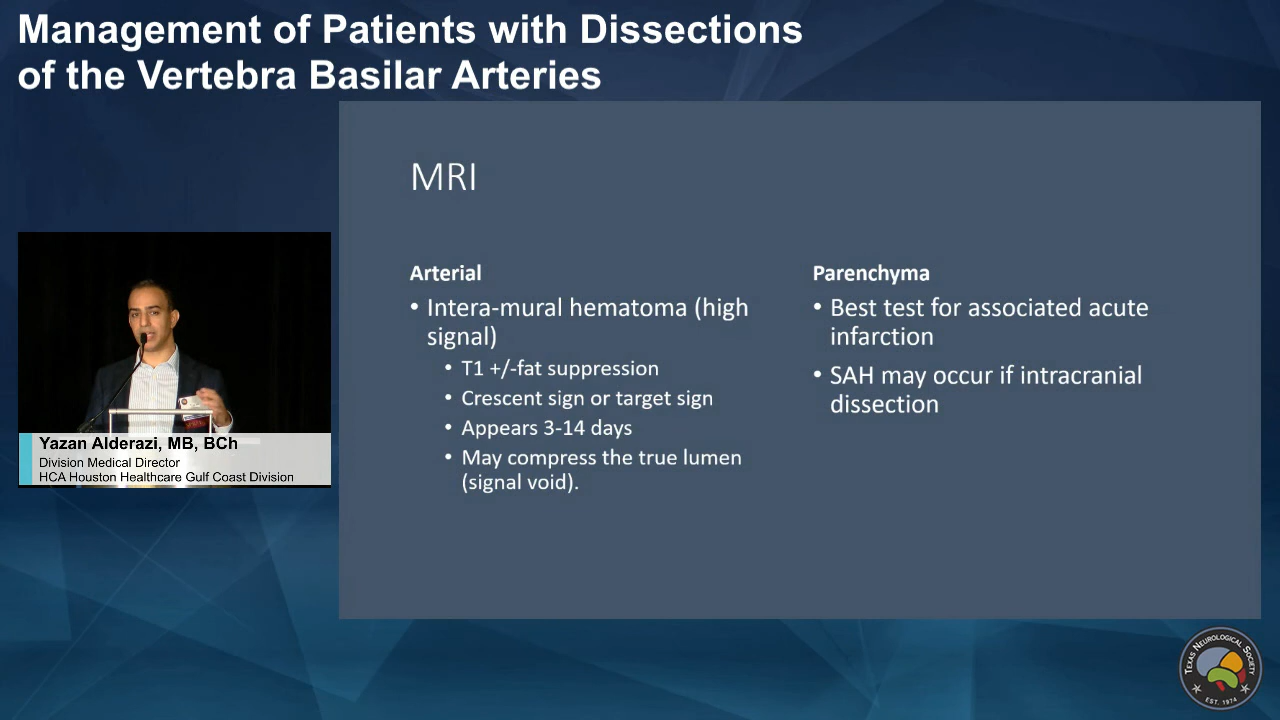 Management of Patients with Dissections
of the Vertebra Basilar Arteries
MRI
Arterial
• Intera-mural hematoma (high
signal)
• T1 +/-fat suppression
• Crescent sign or target sign
• Appears 3-14 days
• May compress the true lumen
(signal void).
Parenchyma
• Best test for associated acute
infarction
• SAH may occur if intracranial
dissection
Yazan Alderazi, MB, BCh
Division Medical Director
HCA Houston Healthcare Gulf Coast Division
TEXAS NEUROLOGICAL SOCIETY
EST. 1974